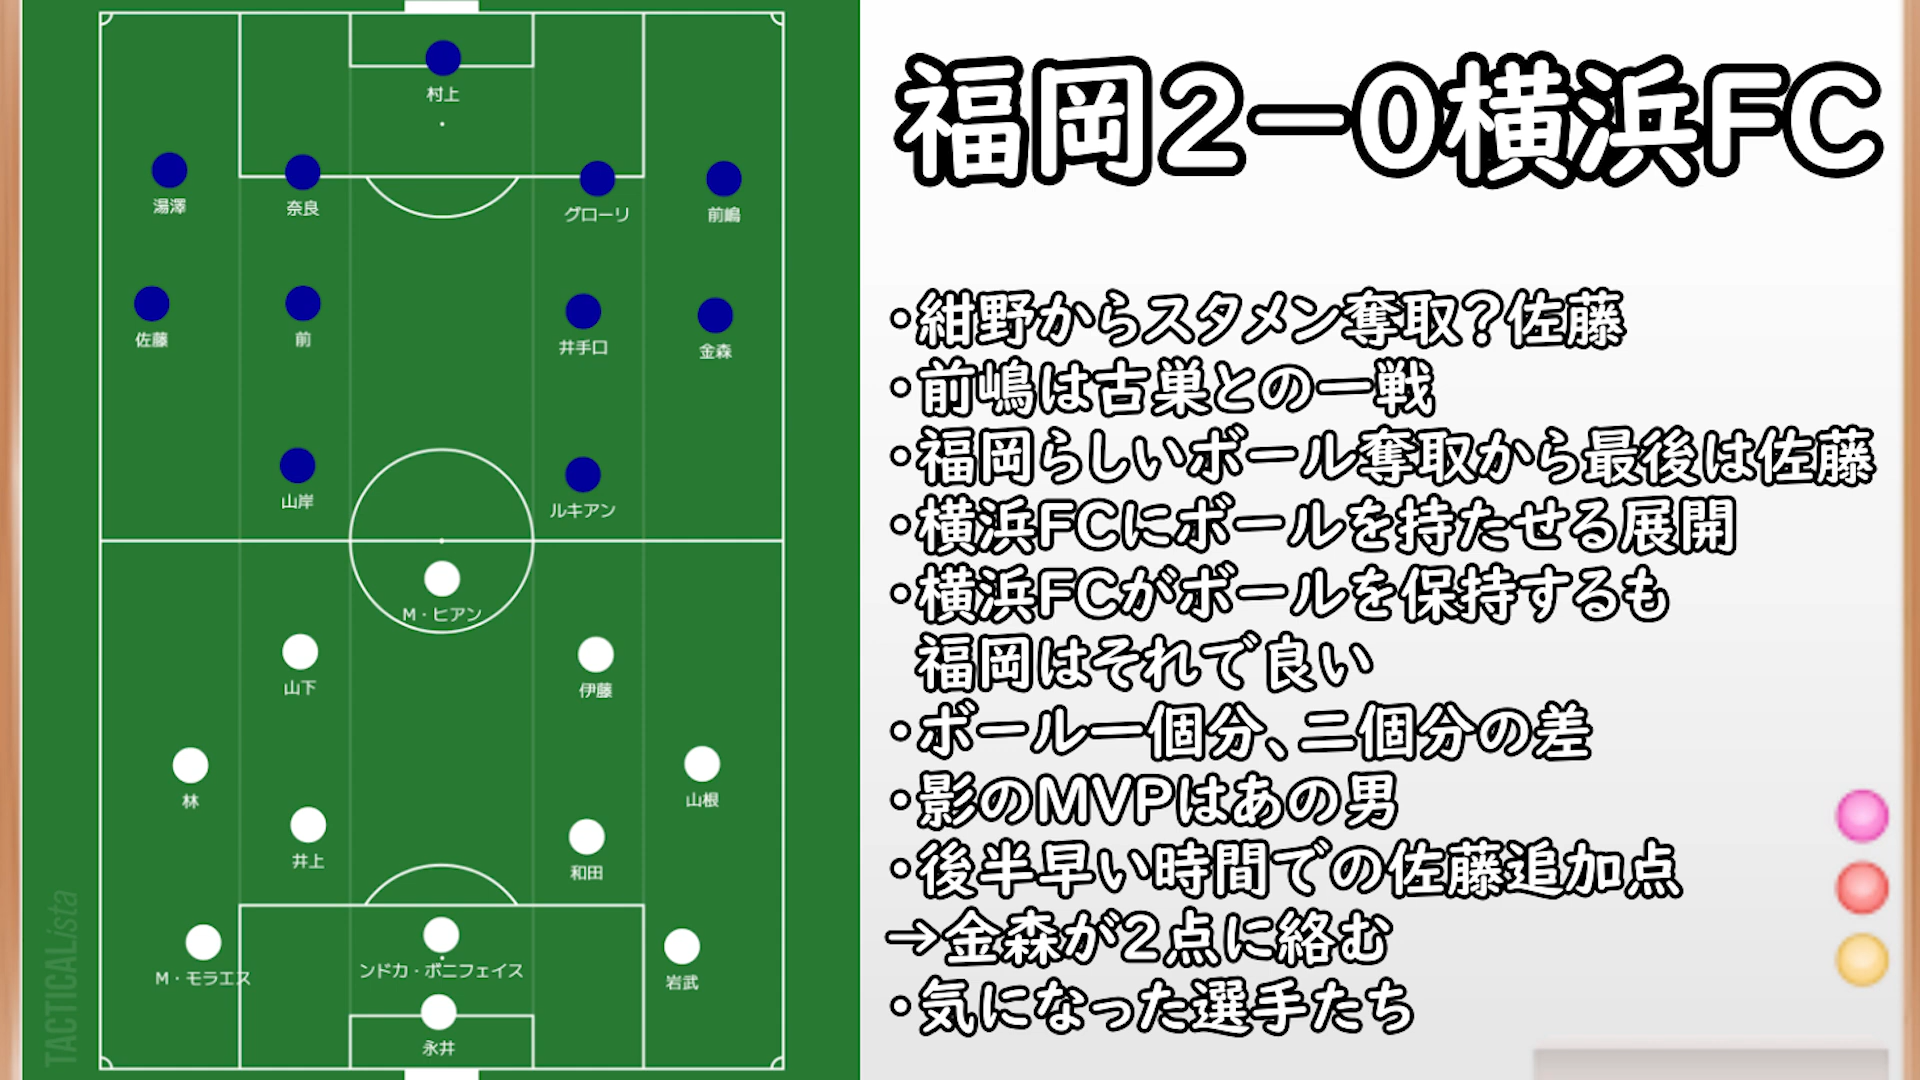 村上
湯澤
奈良
グローリ
前嶋
佐藤
前
井手口
金森
山岸
ルキアン
M・ヒアン
山下
伊藤
林
山根
井上
和田
M・モラエス
ンドカ・ボニフェイス
岩武
永井
TACTICALista
福岡2ー0横浜FC
・紺野からスタメン奪取？佐藤
・前嶋は古巣との一戦
・福岡らしいボール奪取から最後は佐藤
・横浜FCにボールを持たせる展開
・横浜FCがボールを保持するも
福岡はそれで良い
・ボール一個分、二個分の差
・影のMVPはあの男
・後半早い時間での佐藤追加点
→金森が2点に絡む
・気になった選手たち